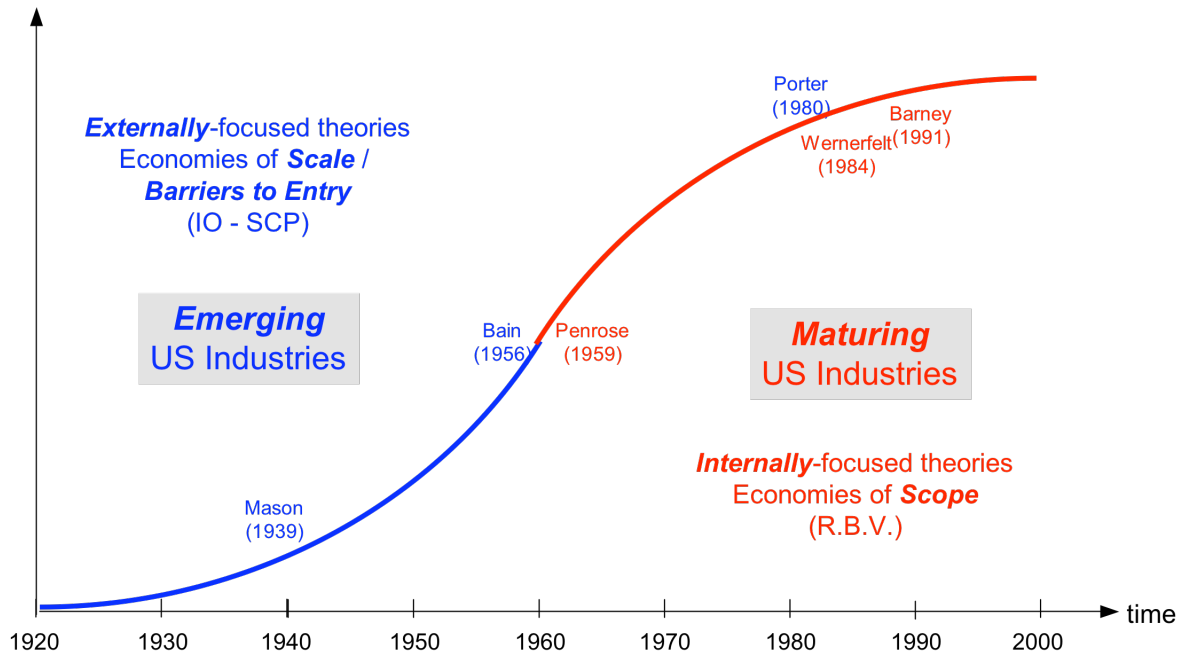 Externally-focused theories
Economies of Scale /
Barriers to Entry
(IO - SCP)
Porter
(1980)
Barney
(1991)
Wernerfelt
(1984)
Emerging
US Industries
Bain
(1956)
Penrose
(1959)
Maturing
US Industries
Mason
(1939)
Internally-focused theories
Economies of Scope
(R.B.V.)
time
1920 1930 1940 1950 1960 1970 1980 1990 2000